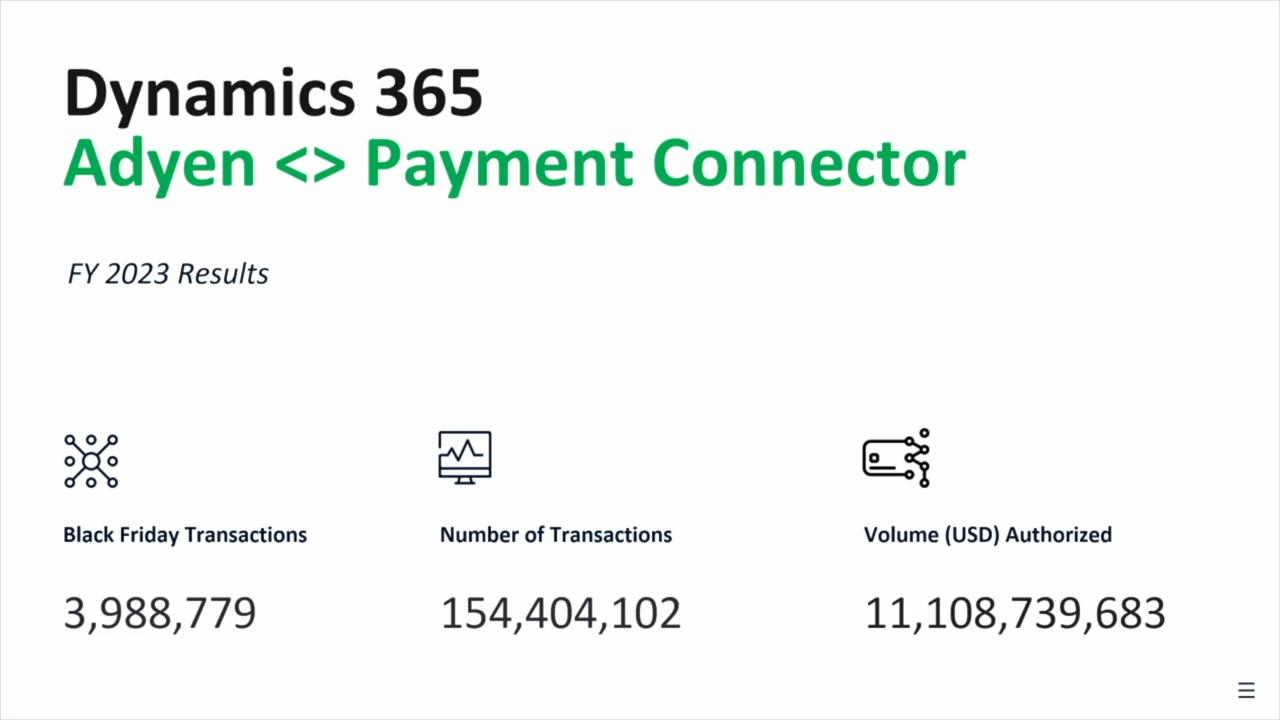 Dynamics 365
Adyen <> Payment Connector
FY 2023 Results
Black Friday Transactions
Number of Transactions
Volume (USD) Authorized
3,988,779
154,404,102
11,108,739,683